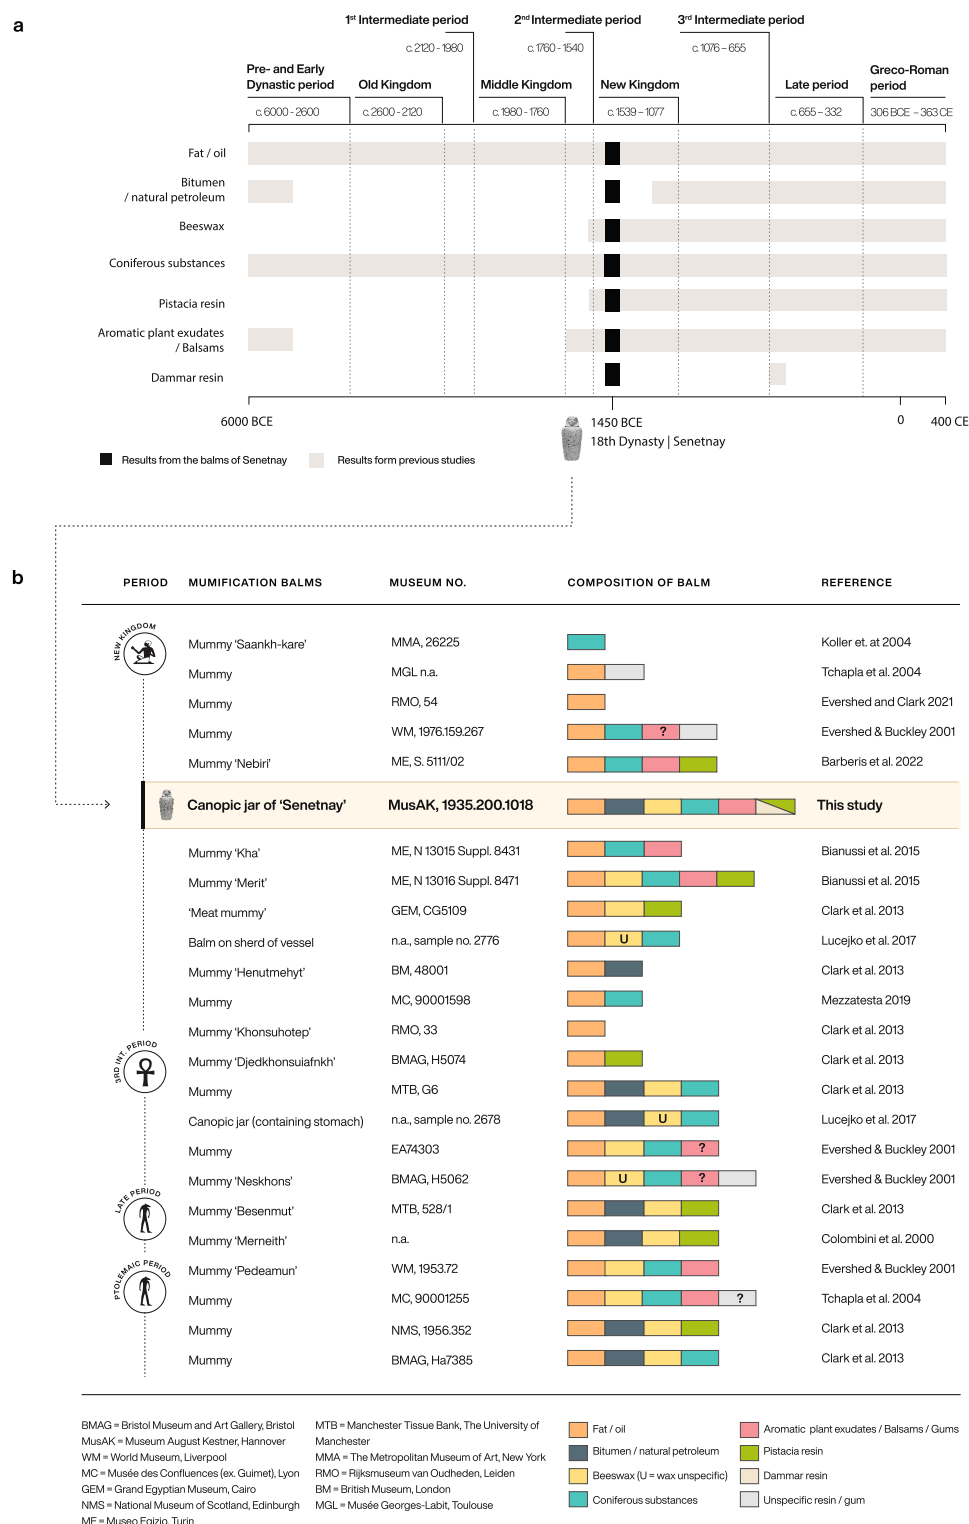 a
1st Intermediate period
2nd Intermediate period
3rd Intermediate period
c. 2120 - 1980
c. 1760 - 1540
c. 1076 – 655
Pre- and Early
Dynastic period
Old Kingdom
Middle Kingdom
New Kingdom
Late period
Greco-Roman
period
c. 6000 - 2600
c. 2600 - 2120
c. 1980 - 1760
c. 1539 – 1077
c. 655 – 332
306 BCE – 363 CE
Fat / oil
Bitumen
/ natural petroleum
Beeswax
Coniferous substances
Pistacia resin
Aromatic plant exudates
/ Balsams
Dammar resin
6000 BCE
1450 BCE
0
400 CE
18th Dynasty | Senetnay
Results from the balms of Senetnay
Results form previous studies
b
PERIOD MUMIFICATION BALMS MUSEUM NO. COMPOSITION OF BALM REFERENCE
NEW KINGDOM
Mummy ‘Saankh-kare’ MMA, 26225 Koller et. at 2004
Mummy MGL n.a. Tchapla et. 2004
Mummy RMO, 54 Evershed and Clark 2021
Mummy WM, 1976.159.267 ? Evershed & Buckley 2001
Mummy ‘Nebiri’ ME, S. 5111/02 Barberis et al. 2022
Canopic jar of ‘Senetnay’ MusAK, 1935.200.1018 This study
Mummy ‘Kha’ ME, N 13015 Suppl. 8431 Bianussi et al. 2015
Mummy ‘Merit’ ME, N 13016 Suppl. 8471 Bianussi et al. 2015
‘Meat mummy’ GEM, CG5109 Clark et al. 2013
Balm on sherd of vessel n.a., sample no. 2776 U Lucejko et al. 2017
Mummy ‘Henutmehyt’ BM, 48001 Clark et al. 2013
Mummy MC, 90001598 Mezzatesta 2019
Mummy ‘Khonsuhotep’ RMO, 33 Clark et al. 2013
3RD INT. PERIOD
Mummy ‘Djedkhonsuiafnkh’ BMAG, H5074 Clark et al. 2013
Mummy MTB, G6 Clark et al. 2013
Canopic jar (containing stomach) n.a., sample no. 2678 U Lucejko et al. 2017
Mummy EA74303 ? Evershed & Buckley 2001
Mummy ‘Neskhons’ BMAG, H5062 U ? Evershed & Buckley 2001
LATE PERIOD
Mummy ‘Besenmut’ MTB, 528/1 Clark et al. 2013
Mummy ‘Merneith’ n.a. Colombini et al. 2000
PTOLEMAIC PERIOD
Mummy ‘Pedeamun’ WM, 1953.72 Evershed & Buckley 2001
Mummy MC, 90001255 ? Tchapla et al. 2004
Mummy NMS, 1956.352 Clark et al. 2013
Mummy BMAG, Ha7385 Clark et al. 2013
BMAG = Bristol Museum and Art Gallery, Bristol
MusAK = Museum August Kestner, Hannover
WM = World Museum, Liverpool
MC = Musée des Confluences (ex. Guimet), Lyon
GEM = Grand Egyptian Museum, Cairo
NMS = National Museum of Scotland, Edinburgh
ME = Museo Egizio, Turin
MTB = Manchester Tissue Bank, The University of
Manchester
MMA = The Metropolitan Museum of Art, New York
RMO = Rijksmuseum van Oudheden, Leiden
BM = British Museum, London
MGL = Musée Georges-Labit, Toulouse
Fat / oil
Bitumen / natural petroleum
Beeswax (U = wax unspecific)
Coniferous substances
Aromatic plant exudates / Balsams / Gums
Pistacia resin
Dammar resin
Unspecific resin / gum